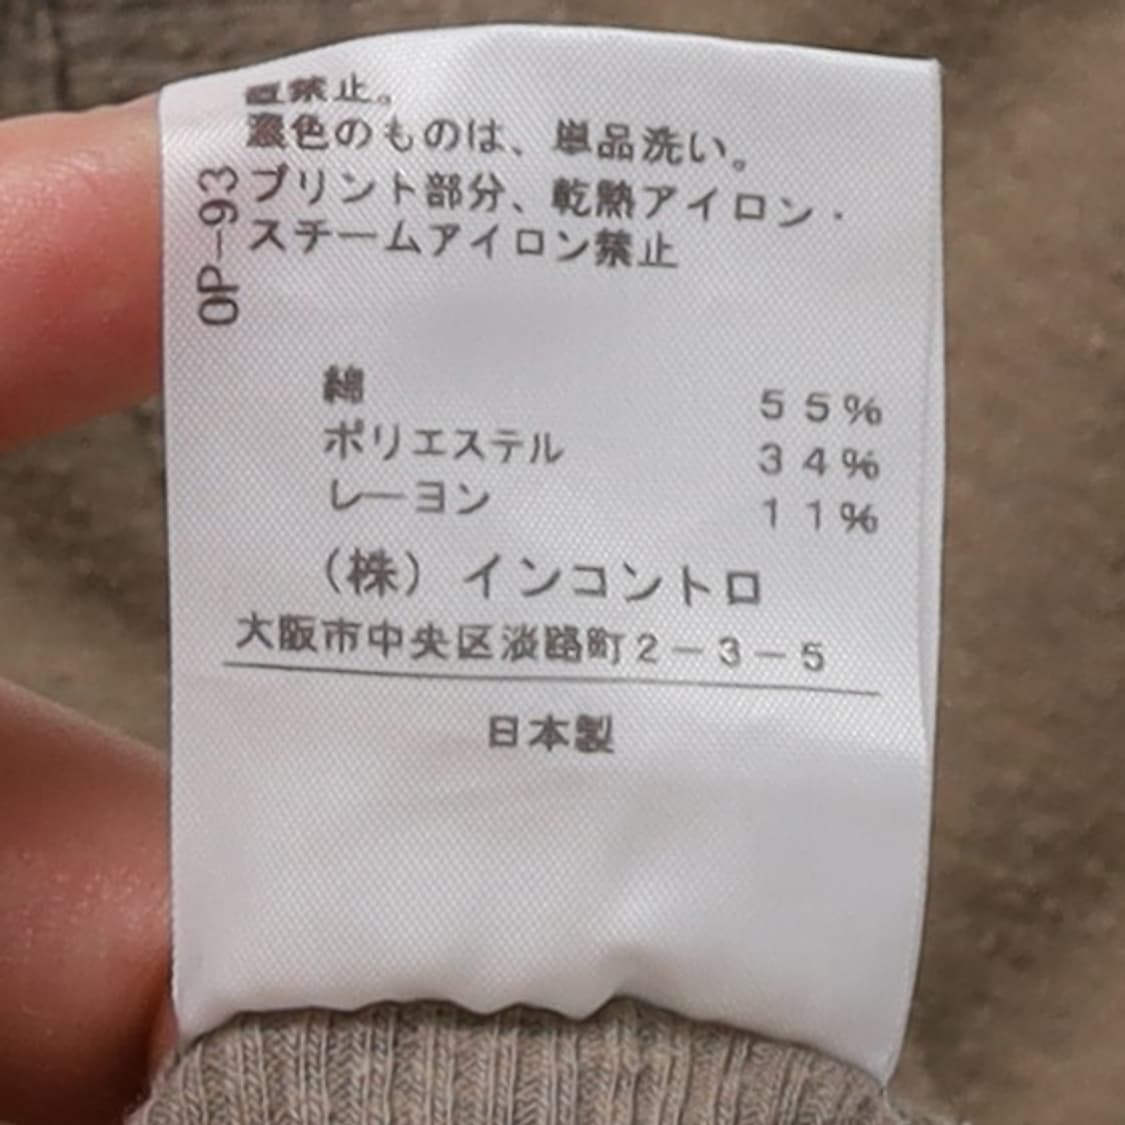 禁止。
濃色のものは、単品洗い。
プリント部分、乾熱アイロン・
スチームアイロン禁止
OP-93
綿 55%
ポリエステル 34%
レーヨン 11%
(株)インコントロ
大阪市中央区淡路町2-3-5
日本製